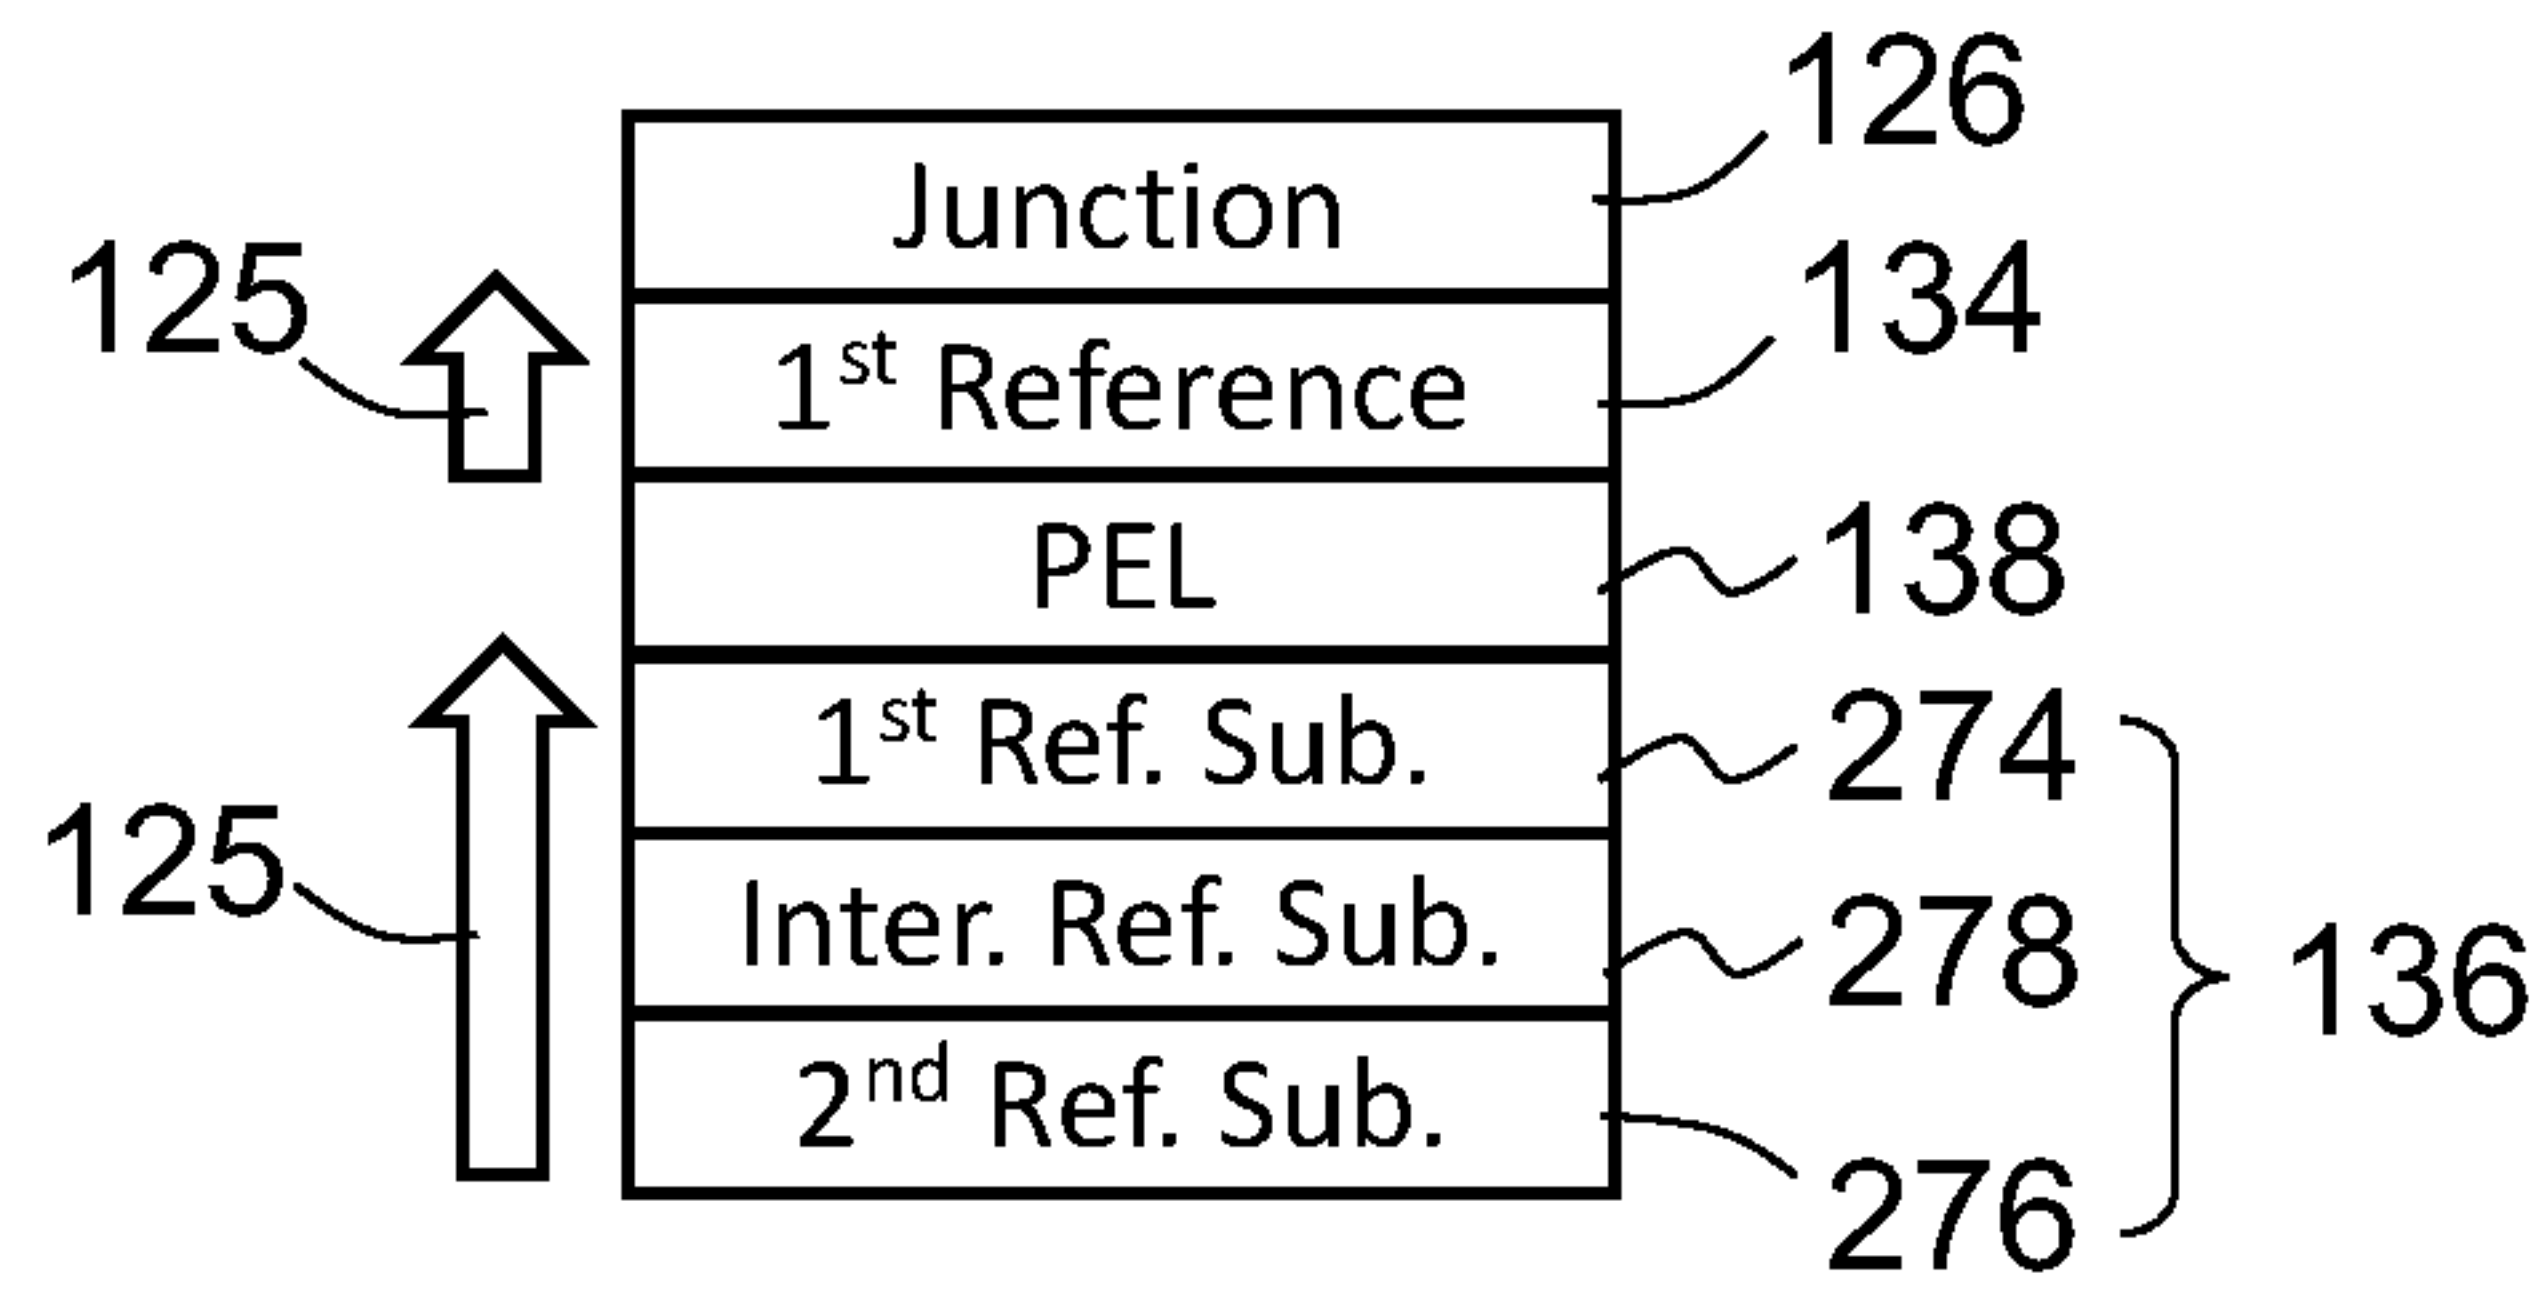 126
Junction
125
134
1st Reference
138
PEL
274
1st Ref. Sub.
125
278
Inter. Ref. Sub.
136
2nd Ref. Sub.
276